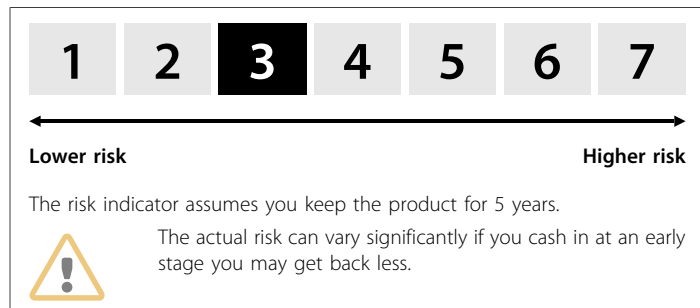 1 2 3 4 5 6 7
Lower risk Higher risk
The risk indicator assumes you keep the product for 5 years.
The actual risk can vary significantly if you cash in at an early
stage you may get back less.